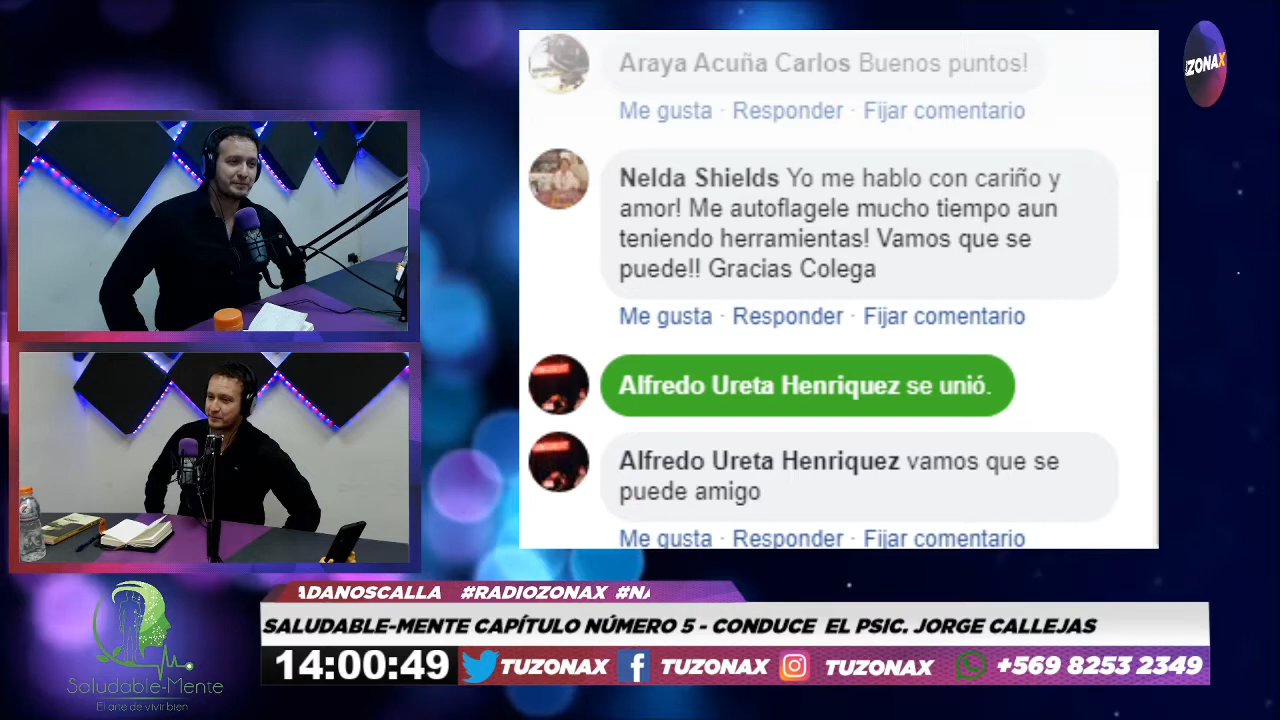 Araya Acuña Carlos Buenos puntos!
Me gusta · Responder · Fijar comentario
Nelda Shields Yo me hablo con cariño y
amor! Me autoflagele mucho tiempo aun
teniendo herramientas! Vamos que se
puede!! Gracias Colega
Me gusta · Responder · Fijar comentario
Alfredo Ureta Henriquez se unió.
Alfredo Ureta Henriquez vamos que se
puede amigo
Me gusta · Responder · Fijar comentario
ZONAX
ADANOSCALLA #RADIOZONAX #NA
SALUDABLE-MENTE CAPÍTULO NÚMERO 5 - CONDUCE EL PSIC. JORGE CALLEJAS
14:00:49 TUZONAX TUZONAX TUZONAX +569 8253 2349
Saludable-Mente
El arte de vivir bien